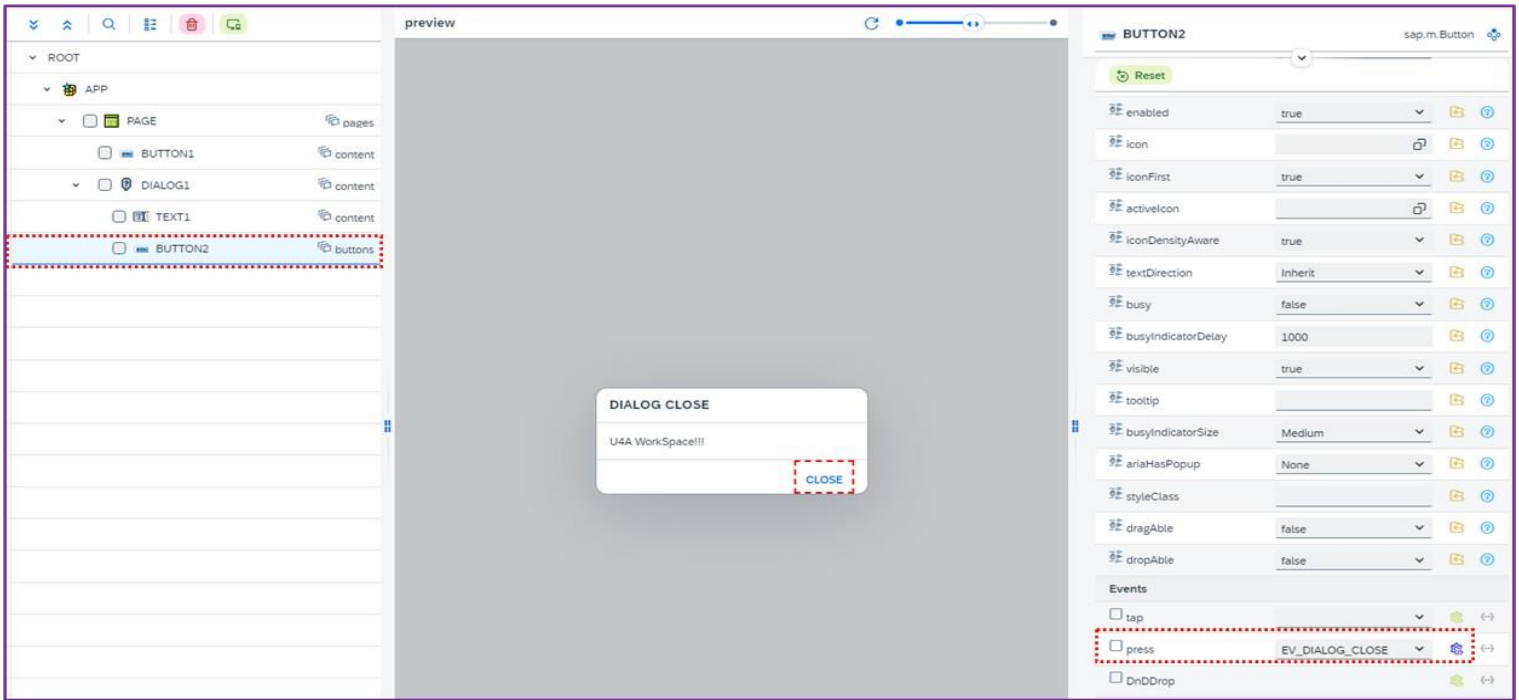 preview
BUTTON2 sap.m.Button
ROOT
APP
PAGE pages
BUTTON1 content
DIALOG1 content
TEXT1 content
BUTTON2 buttons
DIALOG CLOSE
U4A WorkSpace!!!
CLOSE
Reset
enabled true
icon
iconFirst true
activeIcon
iconDensityAware true
textDirection Inherit
busy false
busyIndicatorDelay 1000
visible true
tooltip
busyIndicatorSize Medium
ariaHasPopup None
styleClass
dragAble false
dropAble false
Events
tap
press EV_DIALOG_CLOSE
DnDDrop